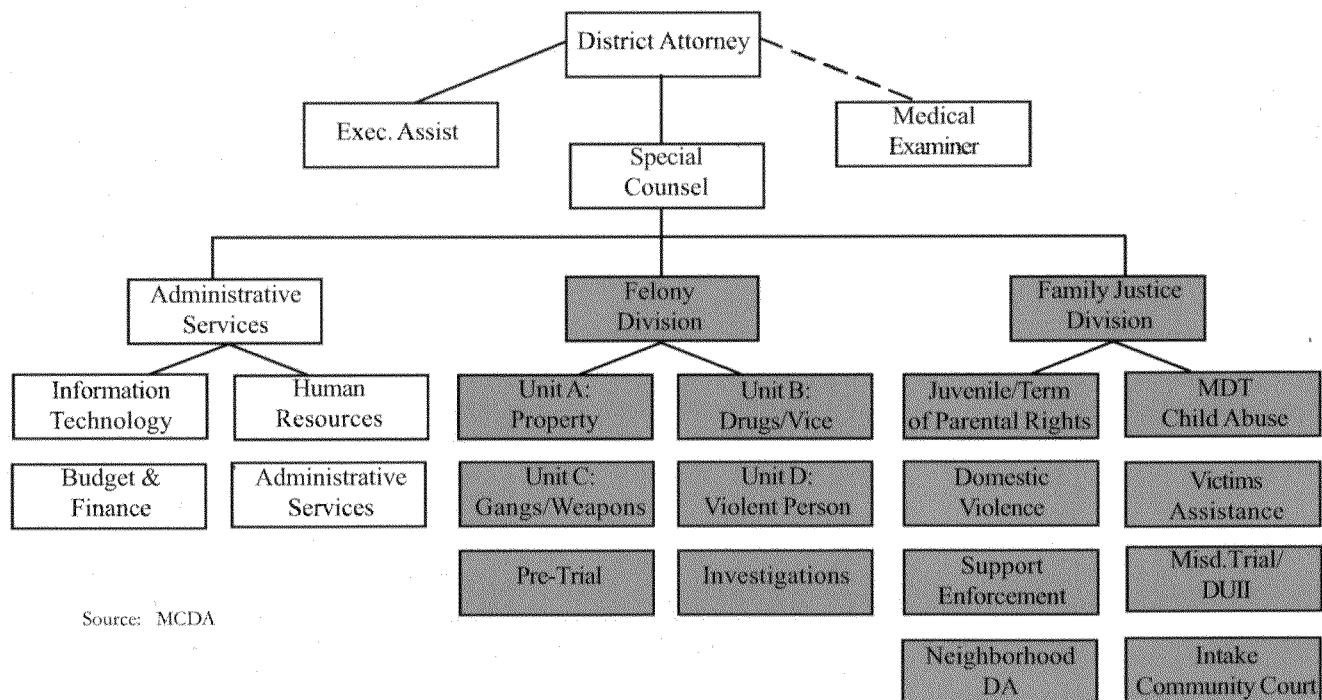 District Attorney
Exec. Assist
Medical
Examiner
Special
Counsel
Administrative
Services
Felony
Division
Family Justice
Division
Information
Technology
Human
Resources
Unit A:
Property
Unit B:
Drugs/Vice
Juvenile/Term
of Parental Rights
MDT
Child Abuse
Budget &
Finance
Administrative
Services
Unit C:
Gangs/Weapons
Unit D:
Violent Person
Domestic
Violence
Victims
Assistance
Pre-Trial
Investigations
Support
Enforcement
Misd.Trial/
DUII
Source: MCDA
Neighborhood
DA
Intake
Community Court